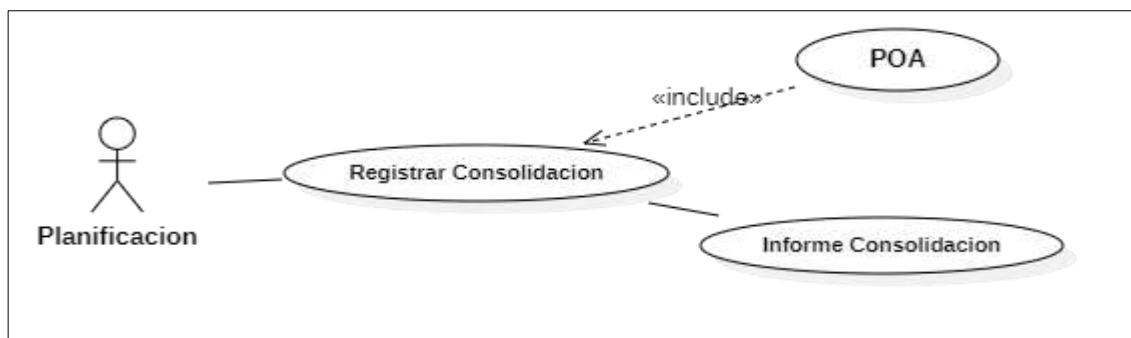 POA
«include»
Registrar Consolidacion
Planificacion
Informe Consolidacion